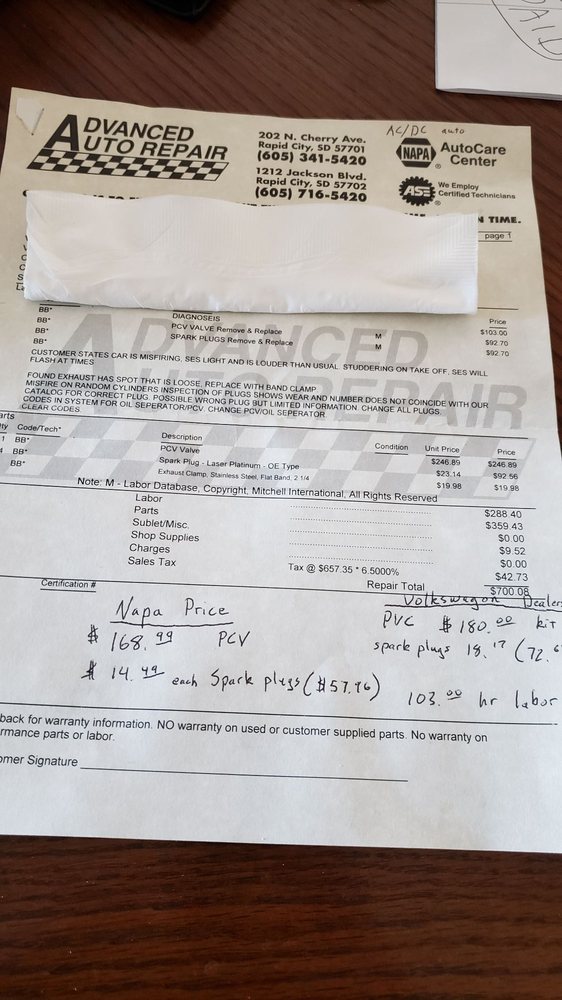 PAID
ADVANCED
AUTO REPAIR
202 N. Cherry Ave.
Rapid City, SD 57701
(605) 341-5420
1212 Jackson Blvd.
Rapid City, SD 57702
(605) 716-5420
AC/DC auto
NAPA AutoCare
Center
ASE We Employ
Certified Technicians
N TIME.
page 1
Price
BB* DIAGNOSEIS $103.00
BB* PCV VALVE Remove & Replace M $92.70
BB* SPARK PLUGS Remove & Replace M $92.70
BB*
CUSTOMER STATES CAR IS MISFIRING, SES LIGHT AND IS LOUDER THAN USUAL. STUDDERING ON TAKE OFF. SES WILL
FLASH AT TIMES
FOUND EXHAUST HAS SPOT THAT IS LOOSE, REPLACE WITH BAND CLAMP.
MISFIRE ON RANDOM CYLINDERS INSPECTION OF PLUGS SHOWS WEAR AND NUMBER DOES NOT COINCIDE WITH OUR
CATALOG FOR CORRECT PLUG. POSSIBLE WRONG PLUG BUT LIMITED INFORMATION. CHANGE ALL PLUGS.
CODES IN SYSTEM FOR OIL SEPERATOR/PCV. CHANGE PCV/OIL SEPERATOR
CLEAR CODES.
ADVANCED
AUTO REPAIR
arts
ty Code/Tech* Description Condition Unit Price Price
1 BB* PCV Valve $246.89 $246.89
4 BB* Spark Plug - Laser Platinum - OE Type $23.14 $92.56
BB* Exhaust Clamp, Stainless Steel, Flat Band, 2 1/4 $19.98 $19.98
Note: M - Labor Database, Copyright, Mitchell International, All Rights Reserved
Labor $288.40
Parts $359.43
Sublet/Misc. $0.00
Shop Supplies $9.52
Charges $0.00
Sales Tax Tax @ $657.35 * 6.5000% $42.73
Repair Total $700.08
Certification #
Napa Price
$ 168.99 PCV
$ 14.49 each Spark plugs ($57.96)
Volkswagon Dealer
PVC $180.00 kit
spark plugs 18.17 (72.6
103.00 hr labor
back for warranty information. NO warranty on used or customer supplied parts. No warranty on
rmance parts or labor.
omer Signature